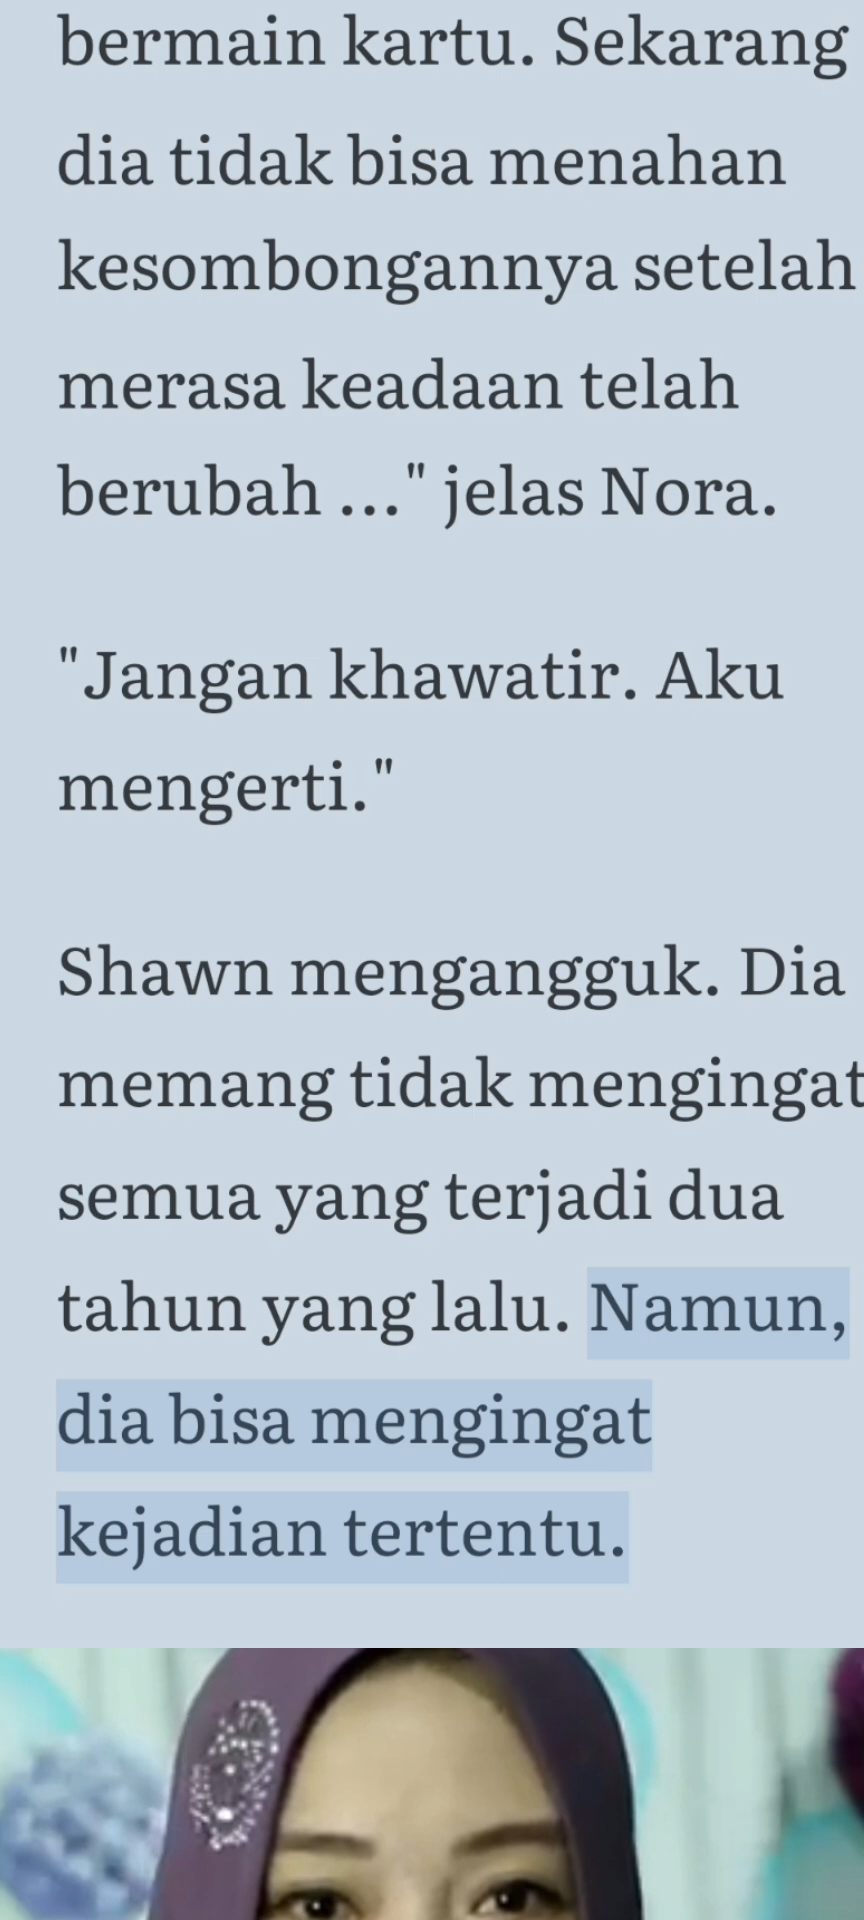 bermain kartu. Sekarang
dia tidak bisa menahan
kesombongannya setelah
merasa keadaan telah
berubah ..." jelas Nora.
"Jangan khawatir. Aku
mengerti."
Shawn mengangguk. Dia
memang tidak mengingat
semua yang terjadi dua
tahun yang lalu. Namun,
dia bisa mengingat
kejadian tertentu.